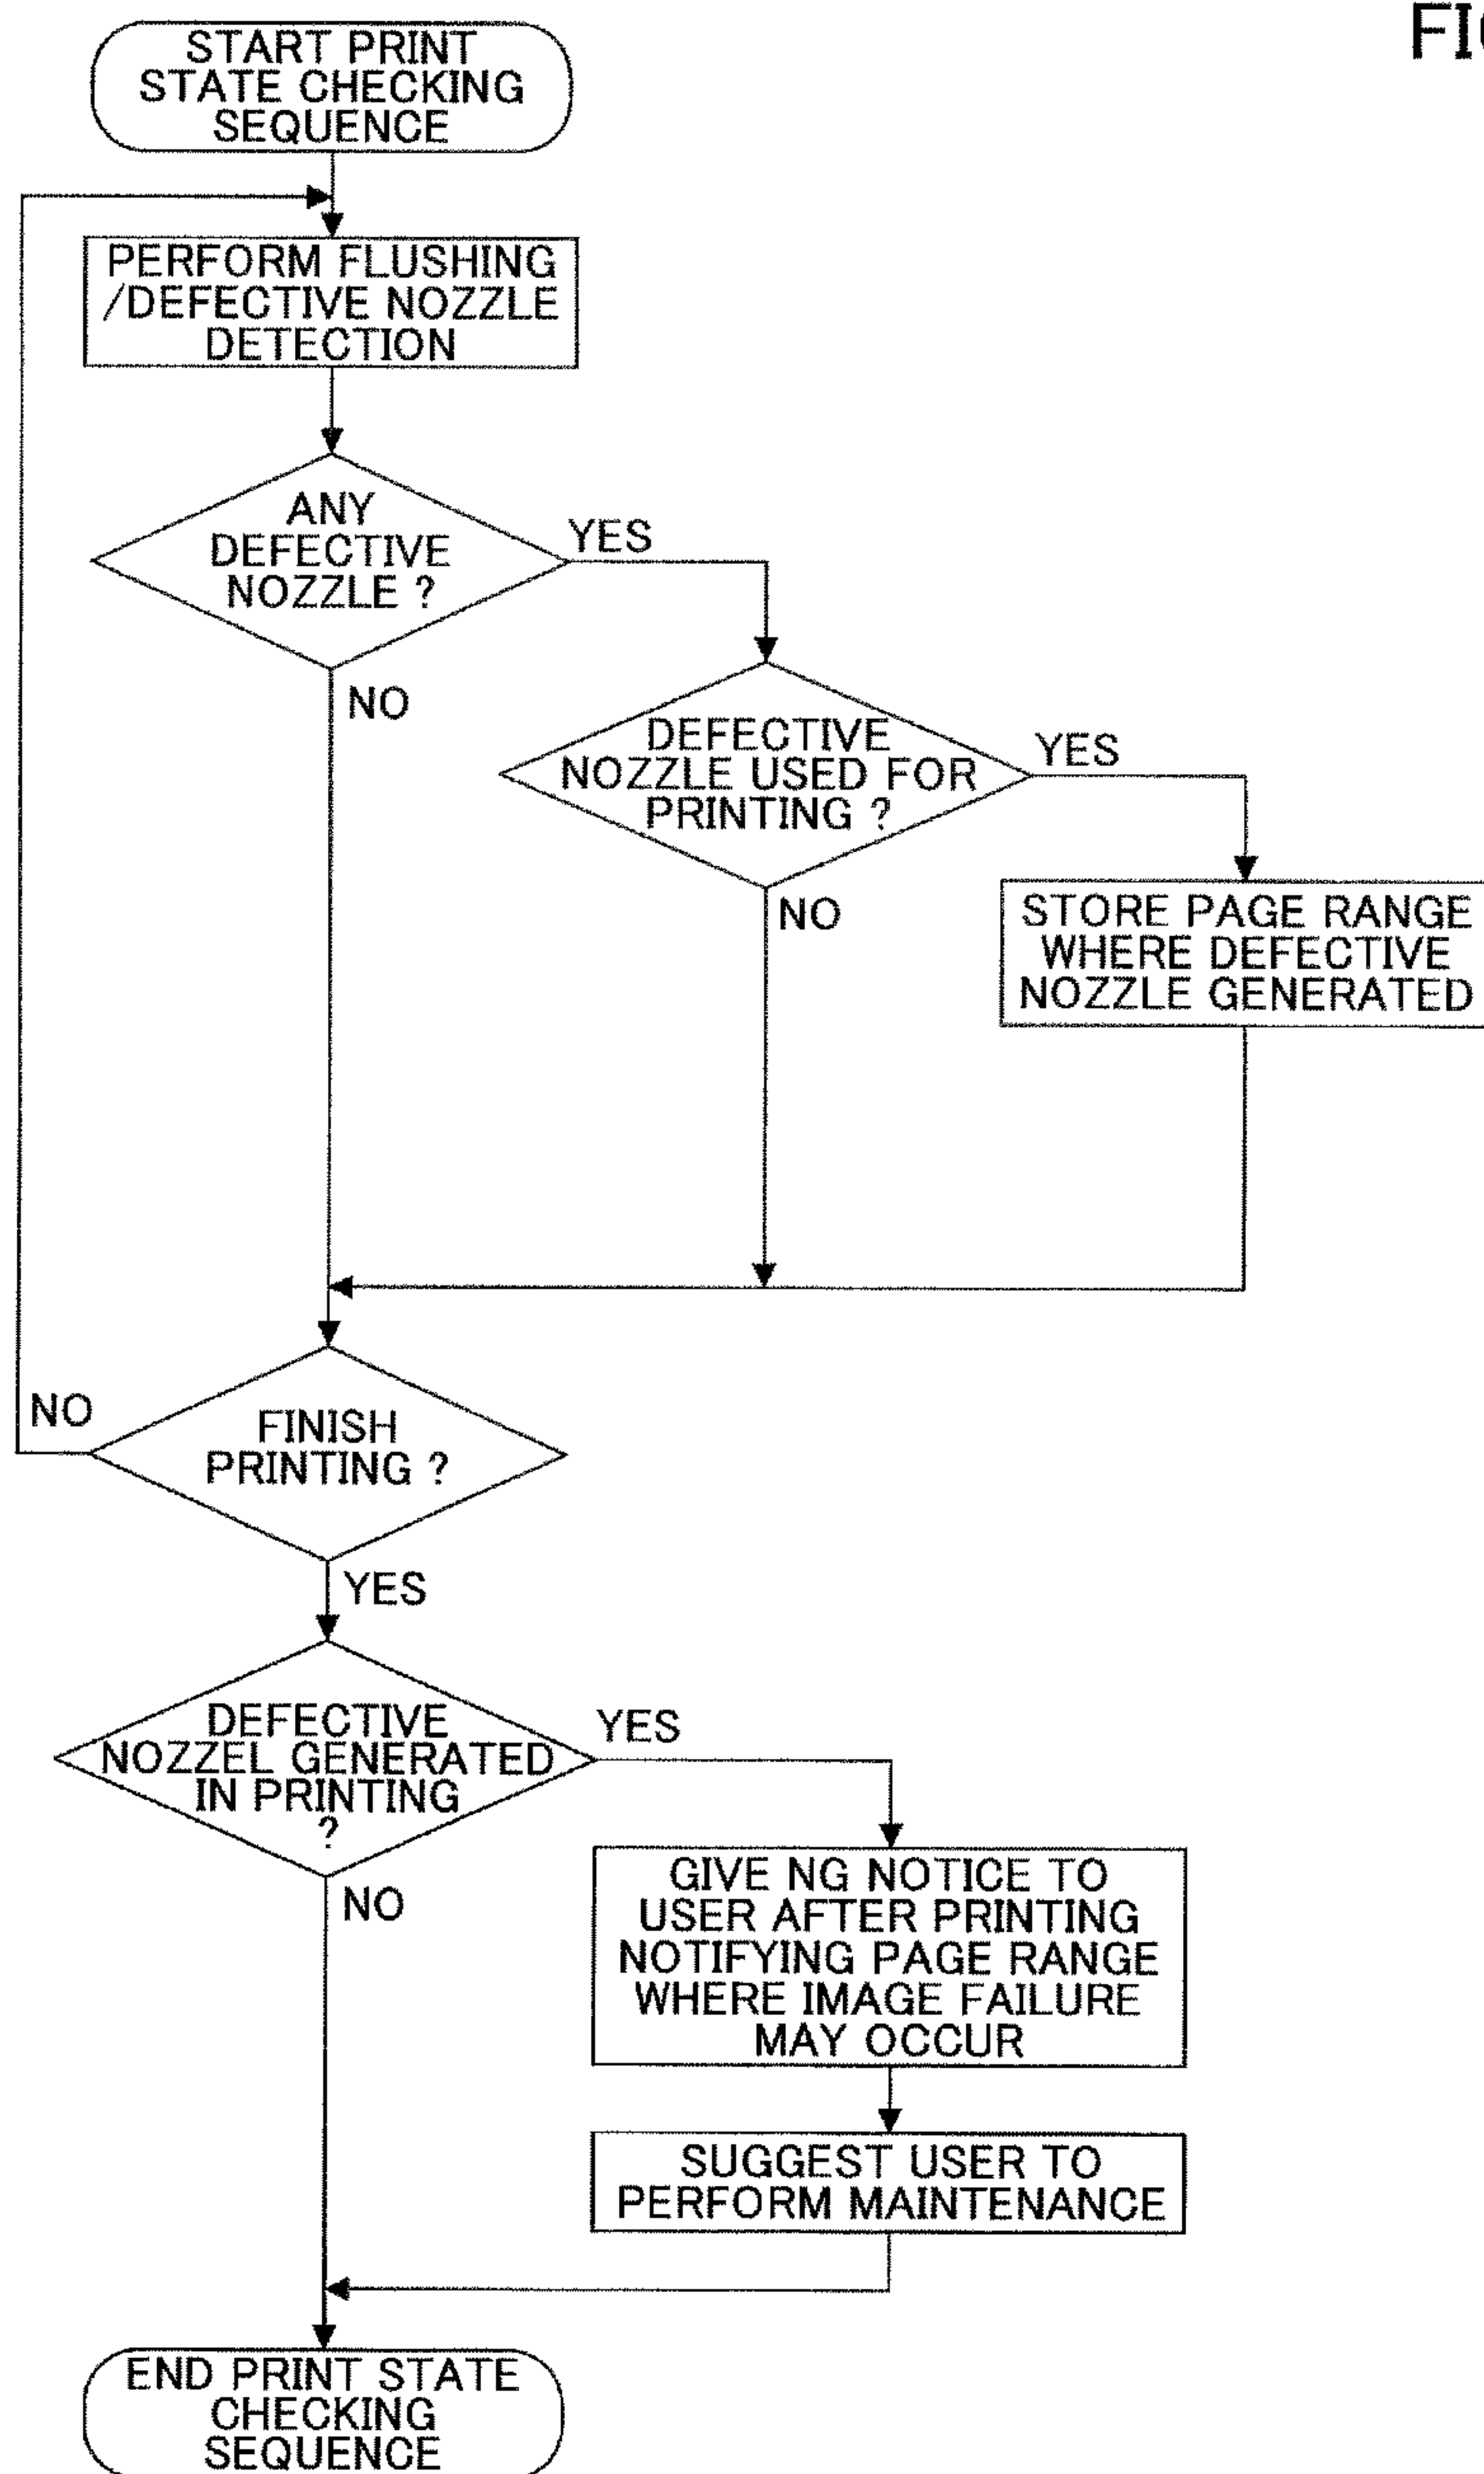 FIG
START PRINT
STATE CHECKING
SEQUENCE
PERFORM FLUSHING
/DEFECTIVE NOZZLE
DETECTION
ANY
DEFECTIVE
NOZZLE ?
YES
NO
DEFECTIVE
NOZZLE USED FOR
PRINTING ?
YES
NO
STORE PAGE RANGE
WHERE DEFECTIVE
NOZZLE GENERATED
FINISH
PRINTING ?
NO
YES
DEFECTIVE
NOZZEL GENERATED
IN PRINTING
?
YES
NO
GIVE NG NOTICE TO
USER AFTER PRINTING
NOTIFYING PAGE RANGE
WHERE IMAGE FAILURE
MAY OCCUR
SUGGEST USER TO
PERFORM MAINTENANCE
END PRINT STATE
CHECKING
SEQUENCE